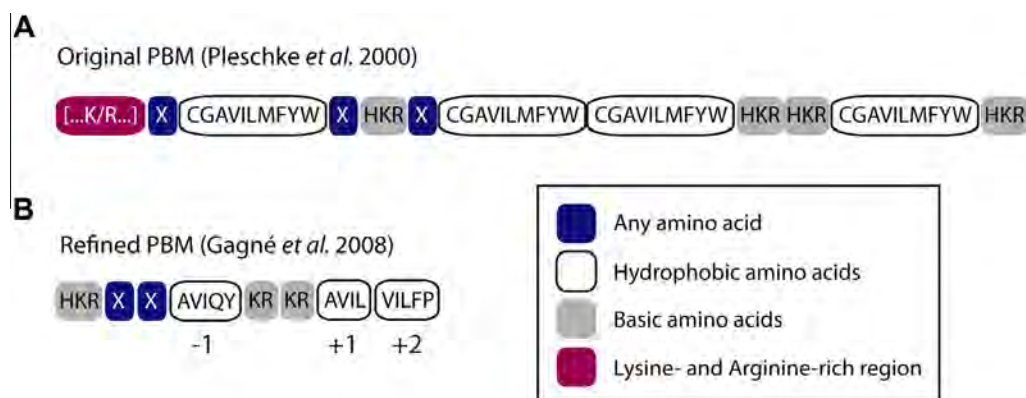 A
Original PBM (Pleschke et al. 2000)
[...K/R...] X CGAVILMFYW X HKR X CGAVILMFYW CGAVILMFYW HKR HKR CGAVILMFYW HKR
B
Refined PBM (Gagné et al. 2008)
HKR X X AVIQY KR KR AVIL VILFP
-1 +1 +2
Any amino acid
Hydrophobic amino acids
Basic amino acids
Lysine- and Arginine-rich region